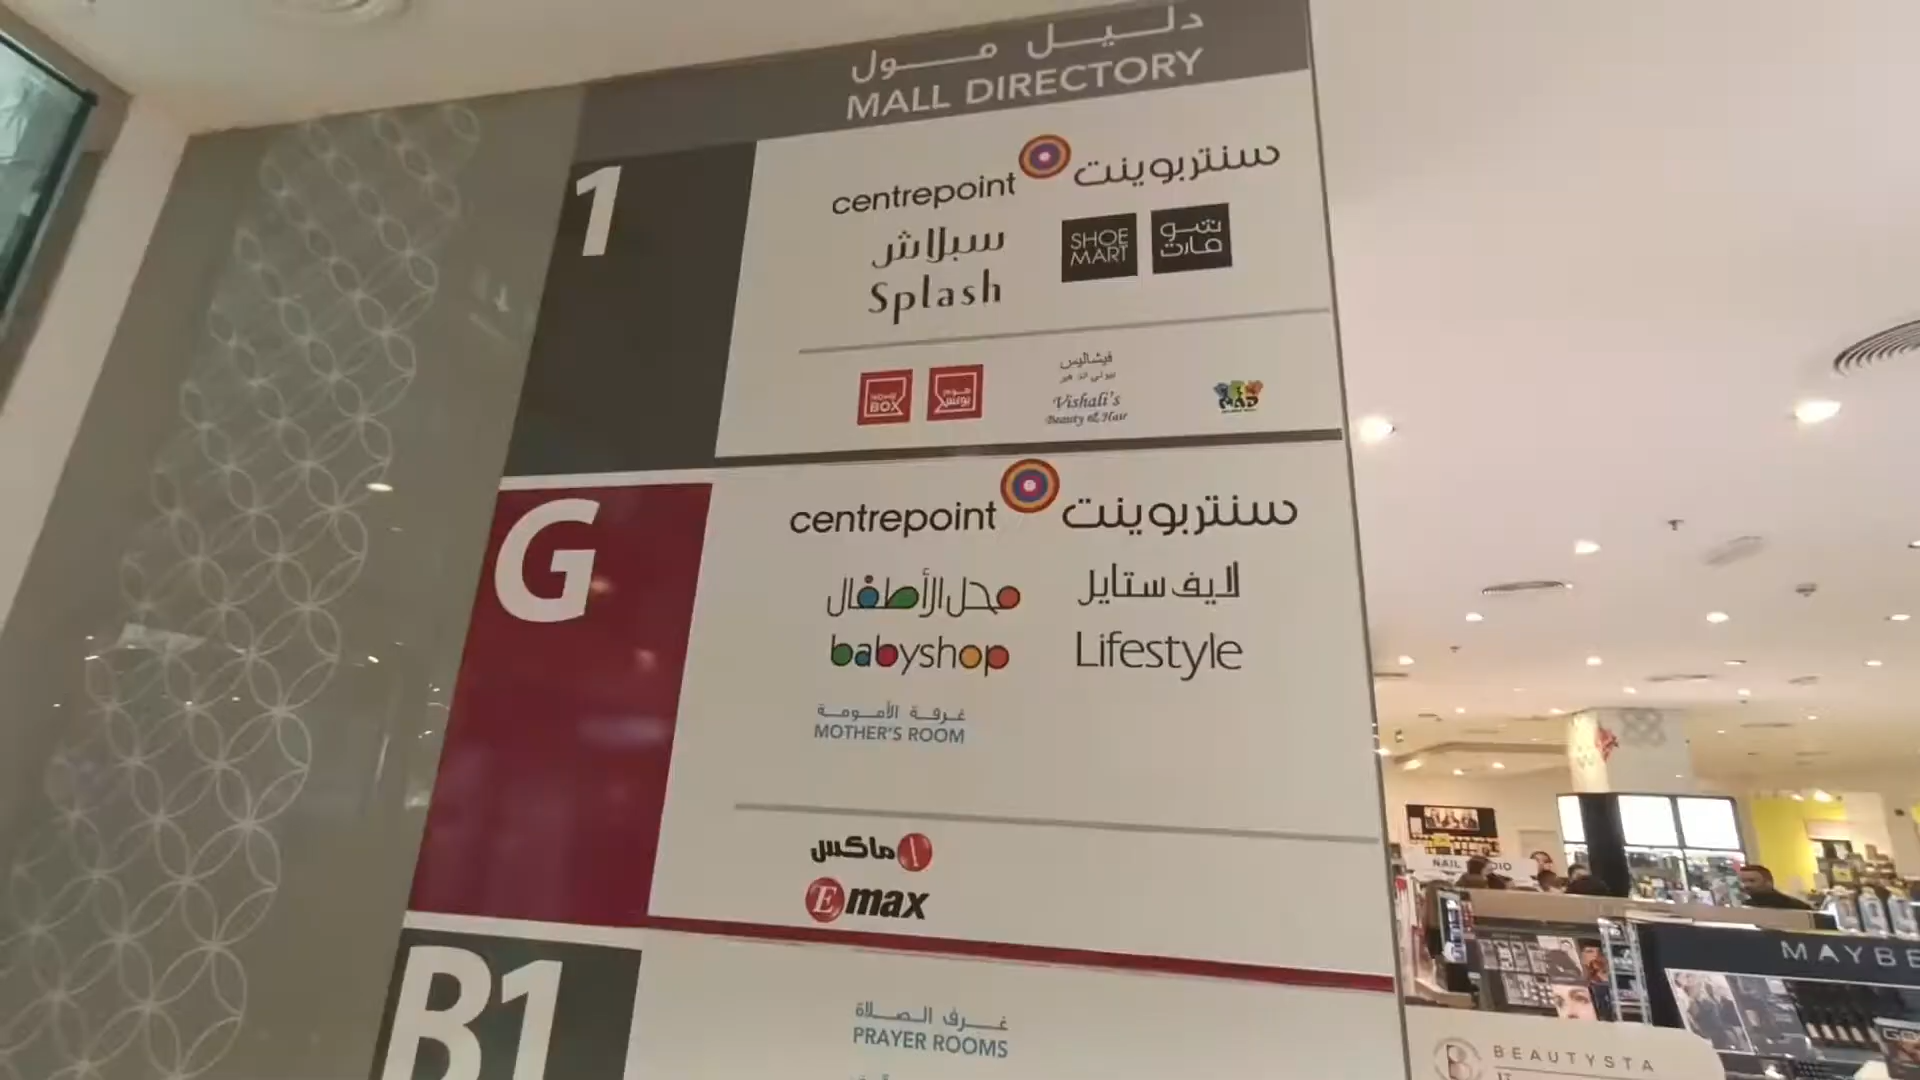 دليل مول
MALL DIRECTORY
1
centrepoint سنتربوينت
سبلاش
Splash
SHOE
MART
شو
مارت
HOME
BOX
هوم
بوكس
فيشاليس
Vishali's
Beauty & Hair
MAD
G
centrepoint سنتربوينت
محل الأطفال
babyshop
لايف ستايل
Lifestyle
غرفة الأمومة
MOTHER'S ROOM
ماكس
Emax
B1
غرف الصلاة
PRAYER ROOMS
NAIL
MAYBE
BEAUTYSTA